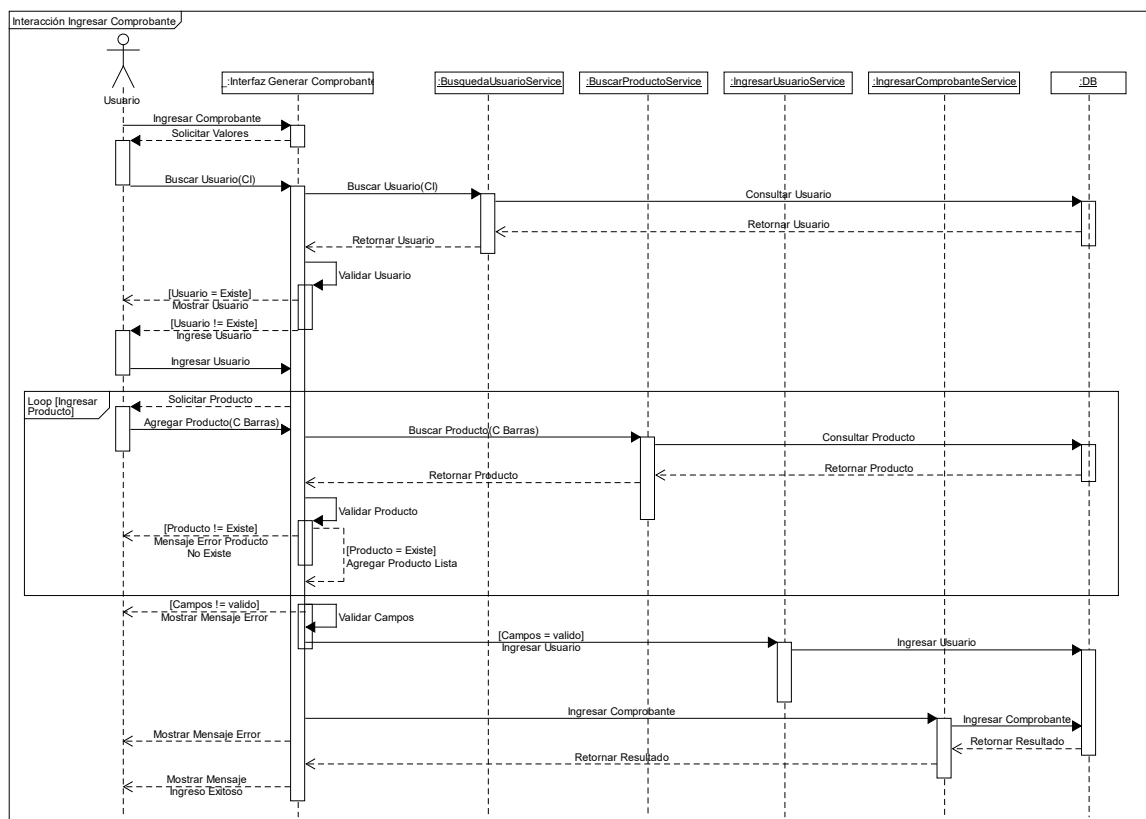 Interacción Ingresar Comprobante
Usuario
_:Interfaz Generar Comprobante
:BusquedaUsuarioService
:BuscarProductoService
:IngresarUsuarioService
:IngresarComprobanteService
:DB
Ingresar Comprobante
Solicitar Valores
Buscar Usuario(CI)
Buscar Usuario(CI)
Consultar Usuario
Retornar Usuario
Retornar Usuario
Validar Usuario
[Usuario = Existe]
Mostrar Usuario
[Usuario != Existe]
Ingrese Usuario
Ingresar Usuario
Loop [Ingresar
Producto]
Solicitar Producto
Agregar Producto(C Barras)
Buscar Producto(C Barras)
Consultar Producto
Retornar Producto
Retornar Producto
Validar Producto
[Producto != Existe]
Mensaje Error Producto
No Existe
[Producto = Existe]
Agregar Producto Lista
[Campos != valido]
Mostrar Mensaje Error
Validar Campos
[Campos = valido]
Ingresar Usuario
Ingresar Usuario
Ingresar Comprobante
Ingresar Comprobante
Mostrar Mensaje Error
Retornar Resultado
Retornar Resultado
Mostrar Mensaje
Ingreso Exitoso